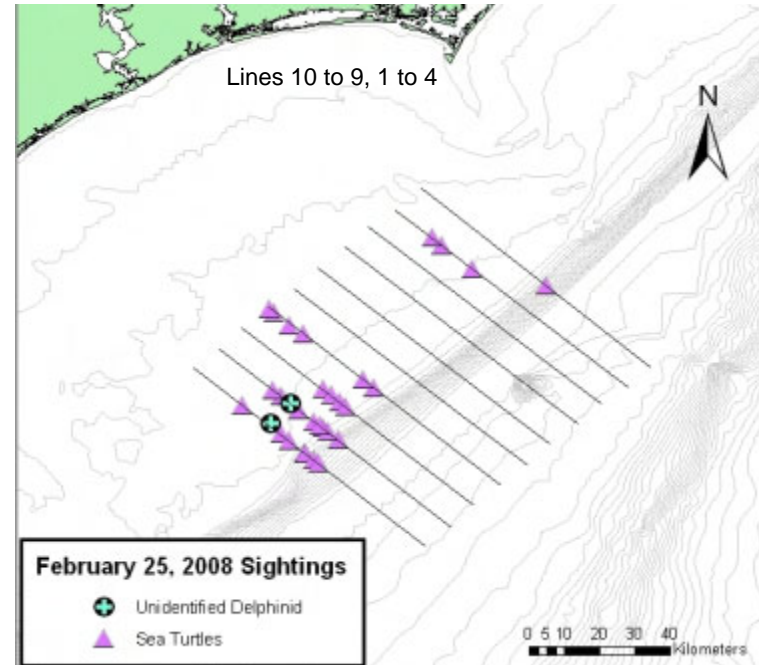 Lines 10 to 9, 1 to 4
N
February 25, 2008 Sightings
Unidentified Delphinid
Sea Turtles
0 5 10 20 30 40
Kilometers